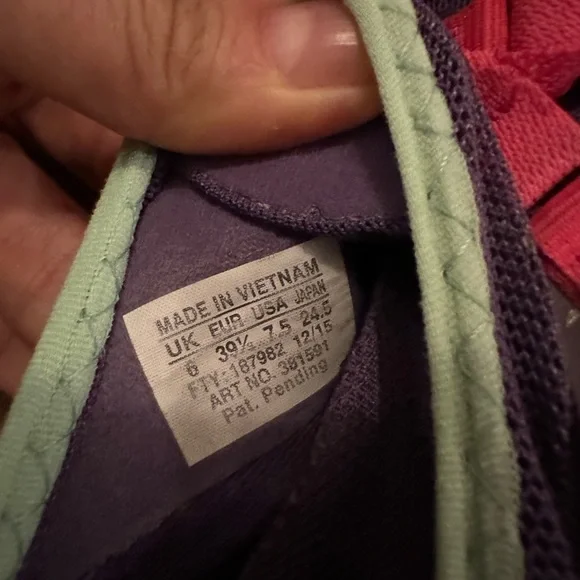 MADE IN VIETNAM
UK EUR USA JAPAN
6 39½ 7.5 24.5
FTY: 187982 12/15
ART NO. 381591
Pat. Pending